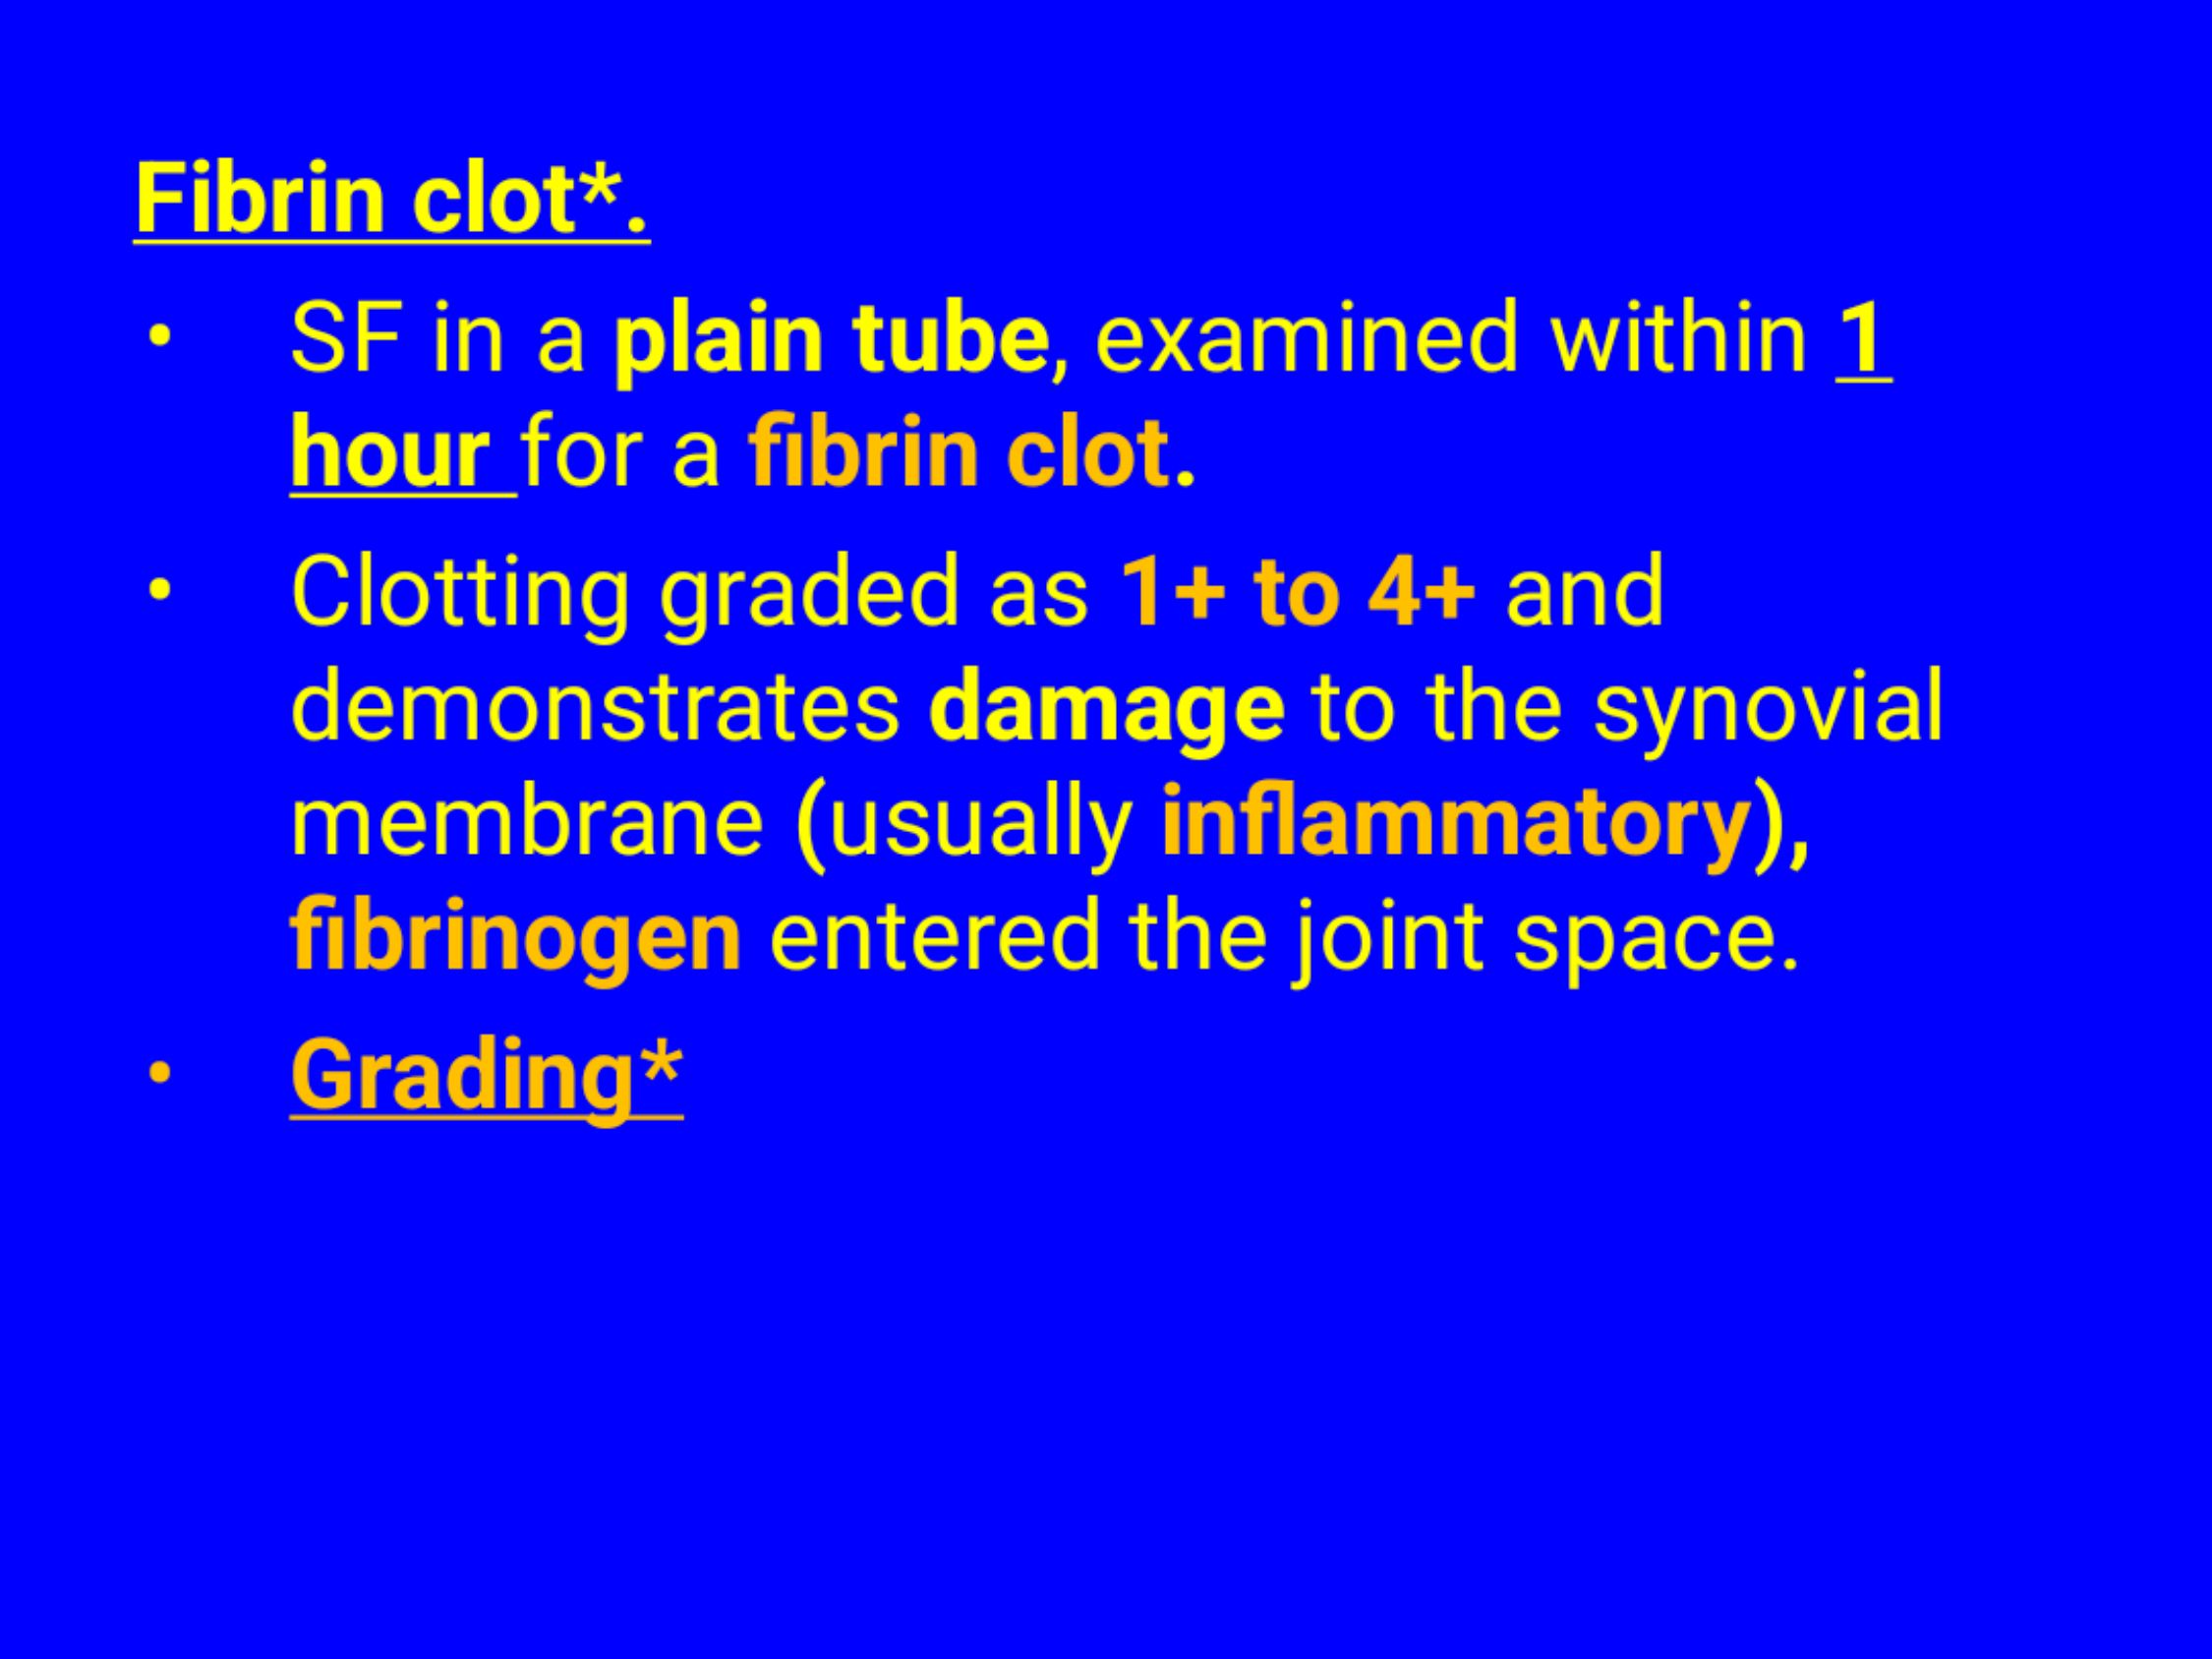 Fibrin clot*.
• SF in a plain tube, examined within 1
hour for a fibrin clot.
• Clotting graded as 1+ to 4+ and
demonstrates damage to the synovial
membrane (usually inflammatory),
fibrinogen entered the joint space.
• Grading*